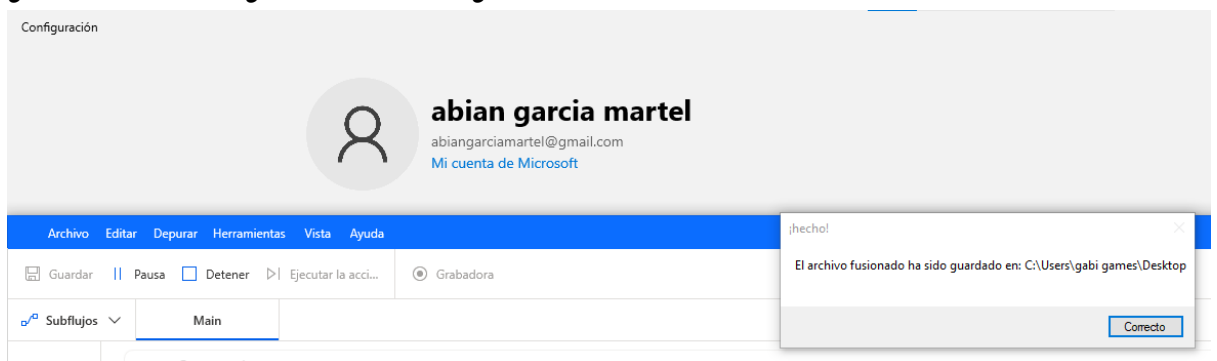 Configuración
abian garcia martel
abiangarciamartel@gmail.com
Mi cuenta de Microsoft
Archivo Editar Depurar Herramientas Vista Ayuda
¡hecho!
El archivo fusionado ha sido guardado en: C:\Users\gabi games\Desktop
Correcto
Guardar Pausa Detener Ejecutar la acci... Grabadora
Subflujos Main